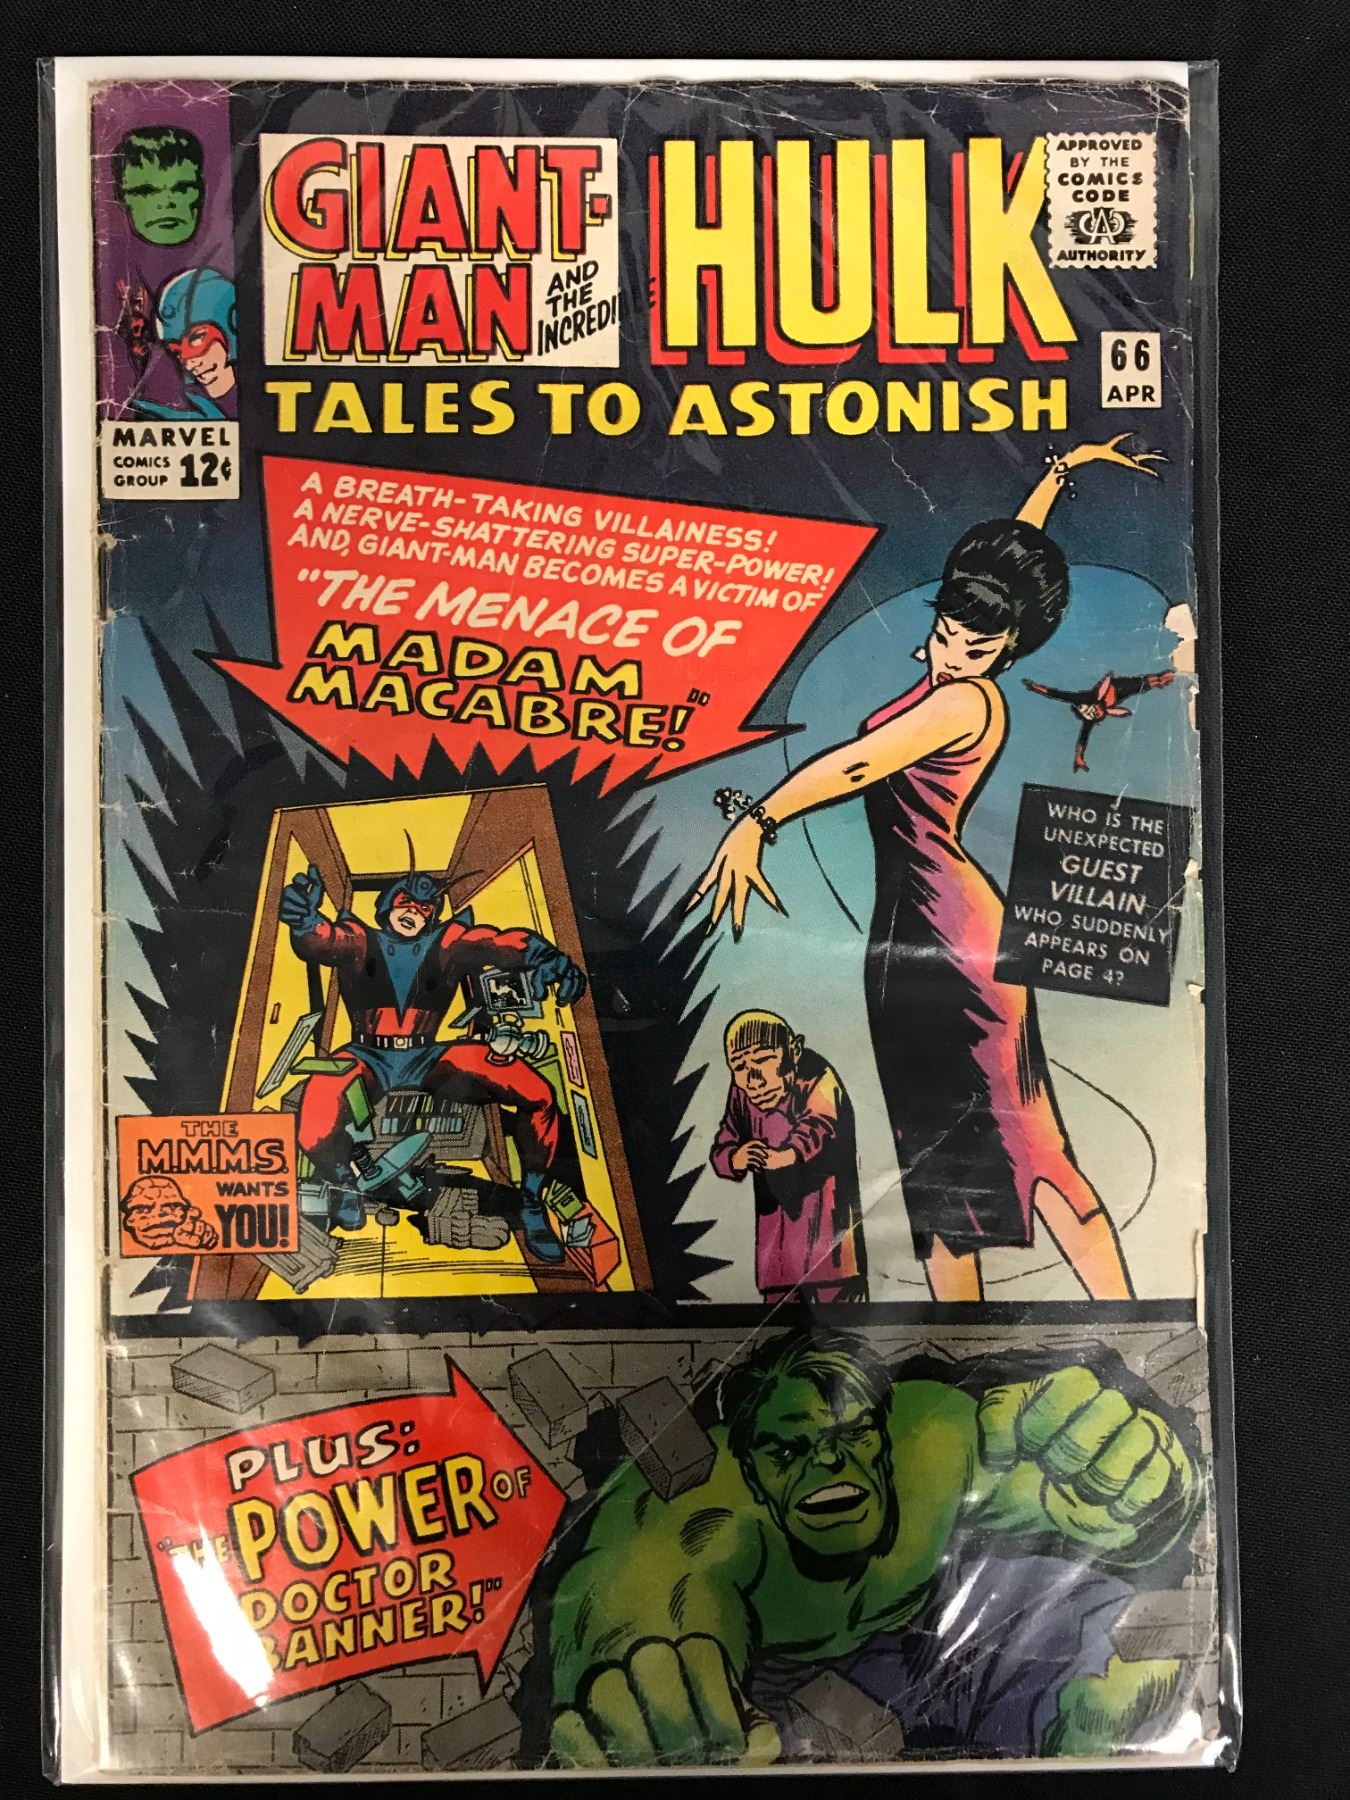 GIANT-
MAN
AND
THE
INCREDI
HULK
APPROVED
BY THE
COMICS
CODE
CA
AUTHORITY
66
APR
TALES TO ASTONISH
MARVEL
COMICS
GROUP
12¢
A BREATH-TAKING VILLAINESS!
A NERVE-SHATTERING SUPER-POWER!
AND, GIANT-MAN BECOMES A VICTIM OF
"THE MENACE OF
MADAM
MACABRE!"
WHO IS THE
UNEXPECTED
GUEST
VILLAIN
WHO SUDDENLY
APPEARS ON
PAGE 4?
THE
M.M.M.S.
WANTS
YOU!
PLUS:
"THE POWER OF
DOCTOR
BANNER!"